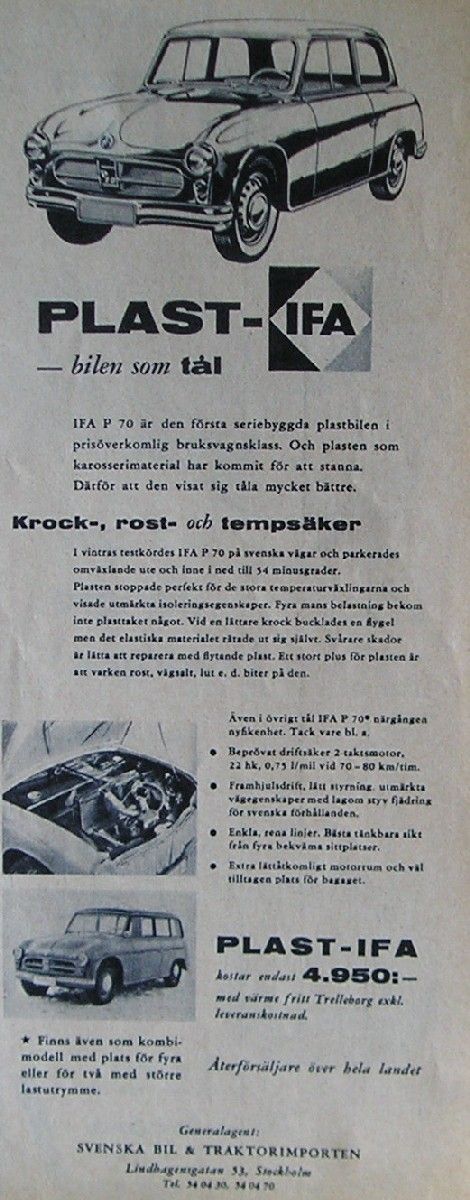 PLAST-IFA
— bilen som tål
IFA P 70 är den första seriebyggda plastbilen i
prisöverkomlig bruksvagnsklass. Och plasten som
karosserimaterial har kommit för att stanna.
Därför att den visat sig tåla mycket bättre.
Krock-, rost- och tempsäker
I vintras testkördes IFA P 70 på svenska vägar och parkerades
omväxlande ute och inne i ned till 54 minusgrader.
Plasten stoppade perfekt för de stora temperaturväxlingarna och
visade utmärkta isoleringsegenskaper. Fyra mans belastning bekom
inte plasttaket något. Vid en lättare krock bucklades en flygel
men det elastiska materialet rätade ut sig självt. Svårare skador
är lätta att reparera med flytande plast. Ett stort plus för plasten är
att varken rost, vägsalt, lut e. d. biter på den.
Även i övrigt tål IFA P 70* närgången
nyfikenhet. Tack vare bl. a.
● Beprövat driftsäker 2-taktsmotor,
22 hk, 0,75 l/mil vid 70–80 km/tim.
● Framhjulsdrift, lätt styrning, utmärkta
vägegenskaper med lagom styv fjädring
för svenska förhållanden.
● Enkla, rena linjer. Bästa tänkbara sikt
från fyra bekväma sittplatser.
● Extra lättåtkomligt motorrum och väl
tilltagen plats för bagaget.
PLAST-IFA
kostar endast 4.950:—
med värme fritt Trelleborg exkl.
leveranskostnad.
★ Finns även som kombi-
modell med plats för fyra
eller för två med större
lastutrymme.
Återförsäljare över hela landet
Generalagent:
SVENSKA BIL & TRAKTORIMPORTEN
Lindhagensgatan 53, Stockholm
Tel. 54 04 30, 54 04 70